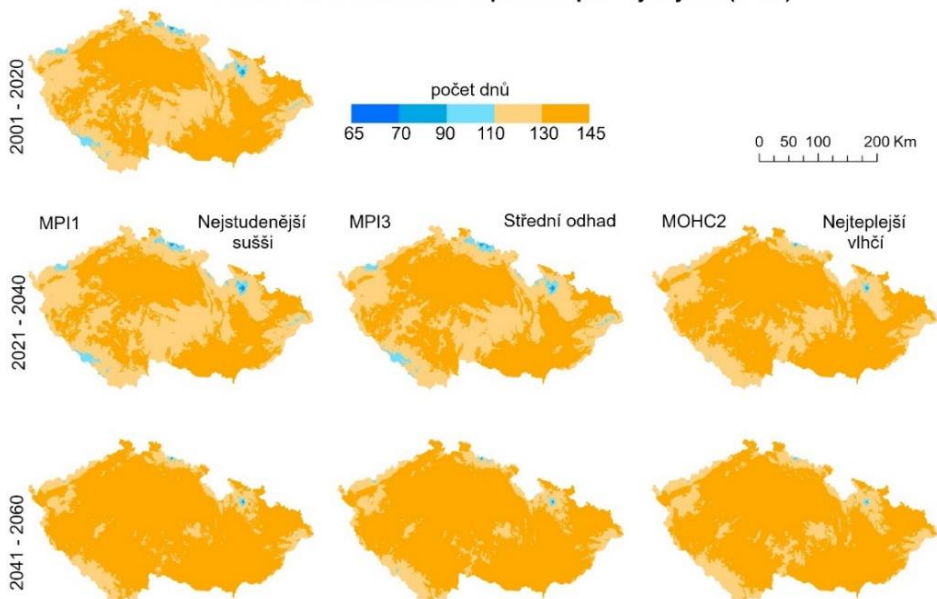 počet dnů
65 70 90 110 130 145
0 50 100 200 Km
2001 - 2020
MPI1
Nejstudenější
sušši
MPI3
Střední odhad
MOHC2
Nejteplejší
vlhčí
2021 - 2040
2041 - 2060